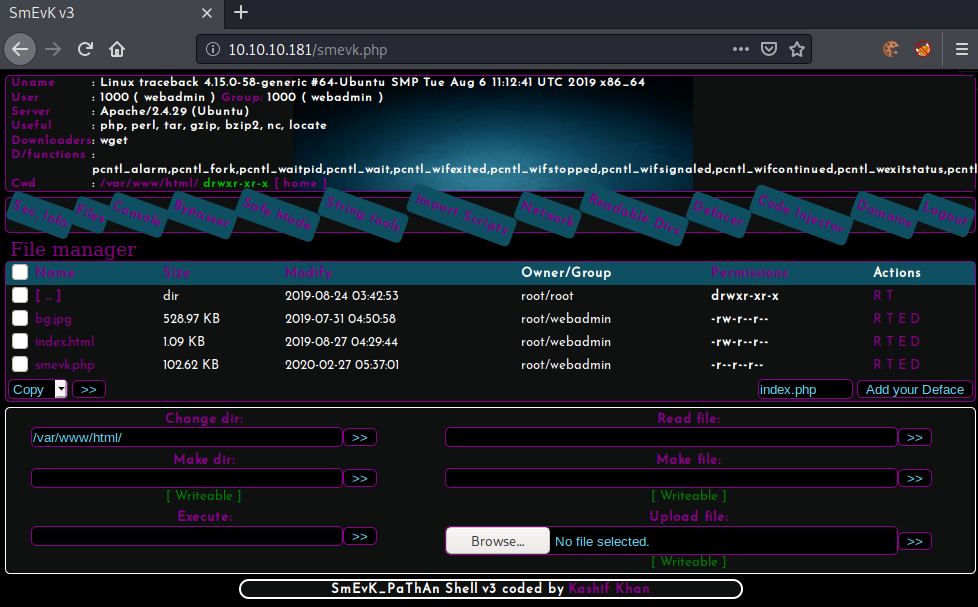 SmEvK v3
10.10.10.181/smevk.php
Uname : Linux traceback 4.15.0-58-generic #64-Ubuntu SMP Tue Aug 6 11:12:41 UTC 2019 x86_64
User : 1000 ( webadmin ) Group: 1000 ( webadmin )
Server : Apache/2.4.29 (Ubuntu)
Useful : php, perl, tar, gzip, bzip2, nc, locate
Downloaders: wget
D/functions :
pcntl_alarm,pcntl_fork,pcntl_waitpid,pcntl_wait,pcntl_wifexited,pcntl_wifstopped,pcntl_wifsignaled,pcntl_wifcontinued,pcntl_wexitstatus,pcntl
Cwd : /var/www/html/ drwxr-xr-x [ home ]
Sec. Info Files Console Bypasser Safe Mode String tools Import Scripts Network Readable Dirs Defacer Code Injector Domains Logout
File manager
Name Size Modify Owner/Group Permissions Actions
[ .. ] dir 2019-08-24 03:42:53 root/root drwxr-xr-x R T
bg.jpg 528.97 KB 2019-07-31 04:50:58 root/webadmin -rw-r--r-- R T E D
index.html 1.09 KB 2019-08-27 04:29:44 root/webadmin -rw-r--r-- R T E D
smevk.php 102.62 KB 2020-02-27 05:37:01 root/webadmin -r--r--r-- R T E D
Copy >> index.php Add your Deface
Change dir: Read file:
/var/www/html/ >> >>
Make dir: Make file:
>> >>
[ Writeable ] [ Writeable ]
Execute: Upload file:
>> Browse... No file selected. >>
[ Writeable ]
SmEvK_PaThAn Shell v3 coded by Kashif Khan